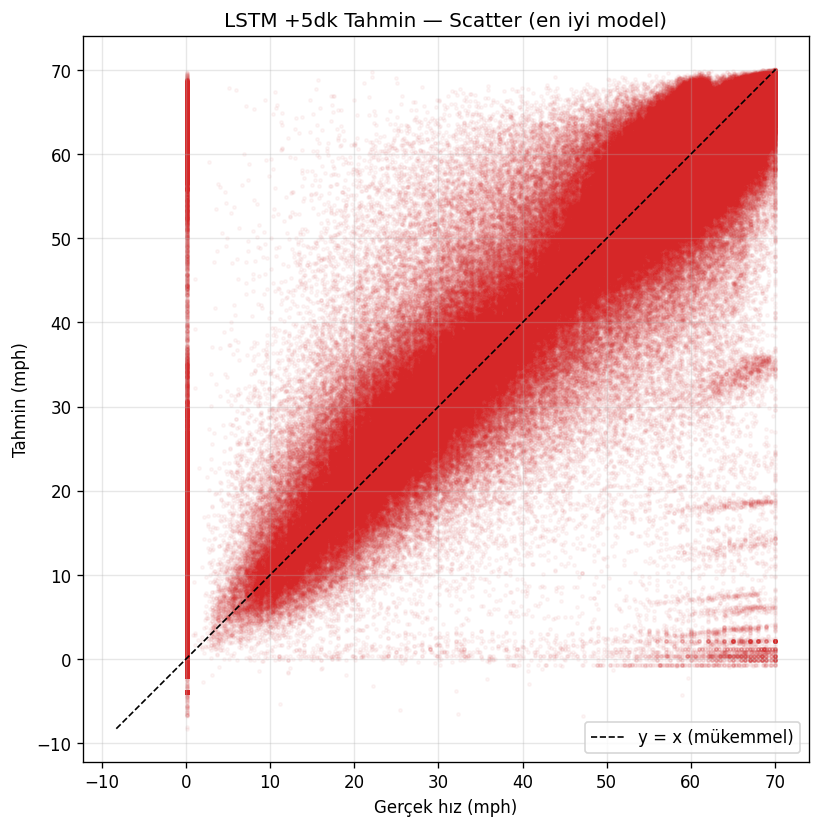 LSTM +5dk Tahmin — Scatter (en iyi model)
Tahmin (mph)
70
60
50
40
30
20
10
0
−10
y = x (mükemmel)
−10 0 10 20 30 40 50 60 70
Gerçek hız (mph)